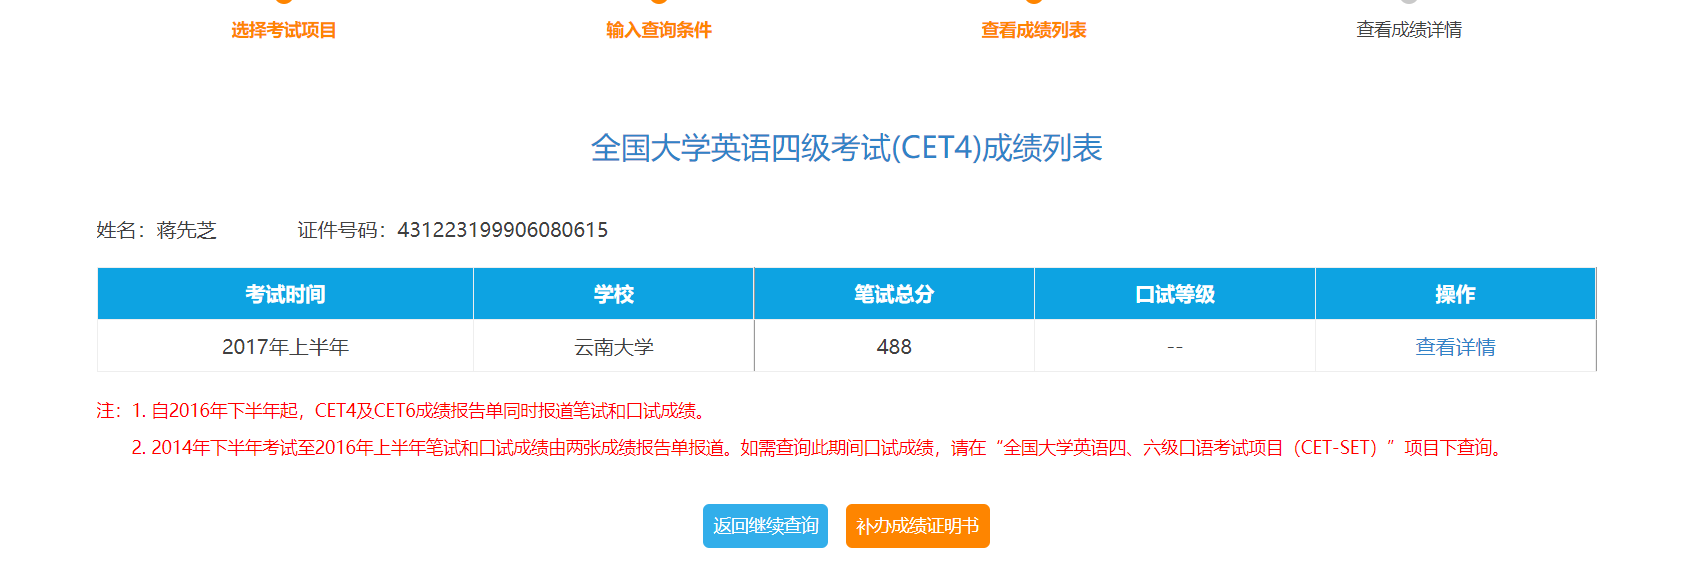 选择考试项目 输入查询条件 查看成绩列表 查看成绩详情
全国大学英语四级考试(CET4)成绩列表
姓名：蒋先芝 证件号码：431223199906080615
考试时间 学校 笔试总分 口试等级 操作
2017年上半年 云南大学 488 -- 查看详情
注：1. 自2016年下半年起，CET4及CET6成绩报告单同时报道笔试和口试成绩。
2. 2014年下半年考试至2016年上半年笔试和口试成绩由两张成绩报告单报道。如需查询此期间口试成绩，请在“全国大学英语四、六级口语考试项目（CET-SET）”项目下查询。
返回继续查询 补办成绩证明书